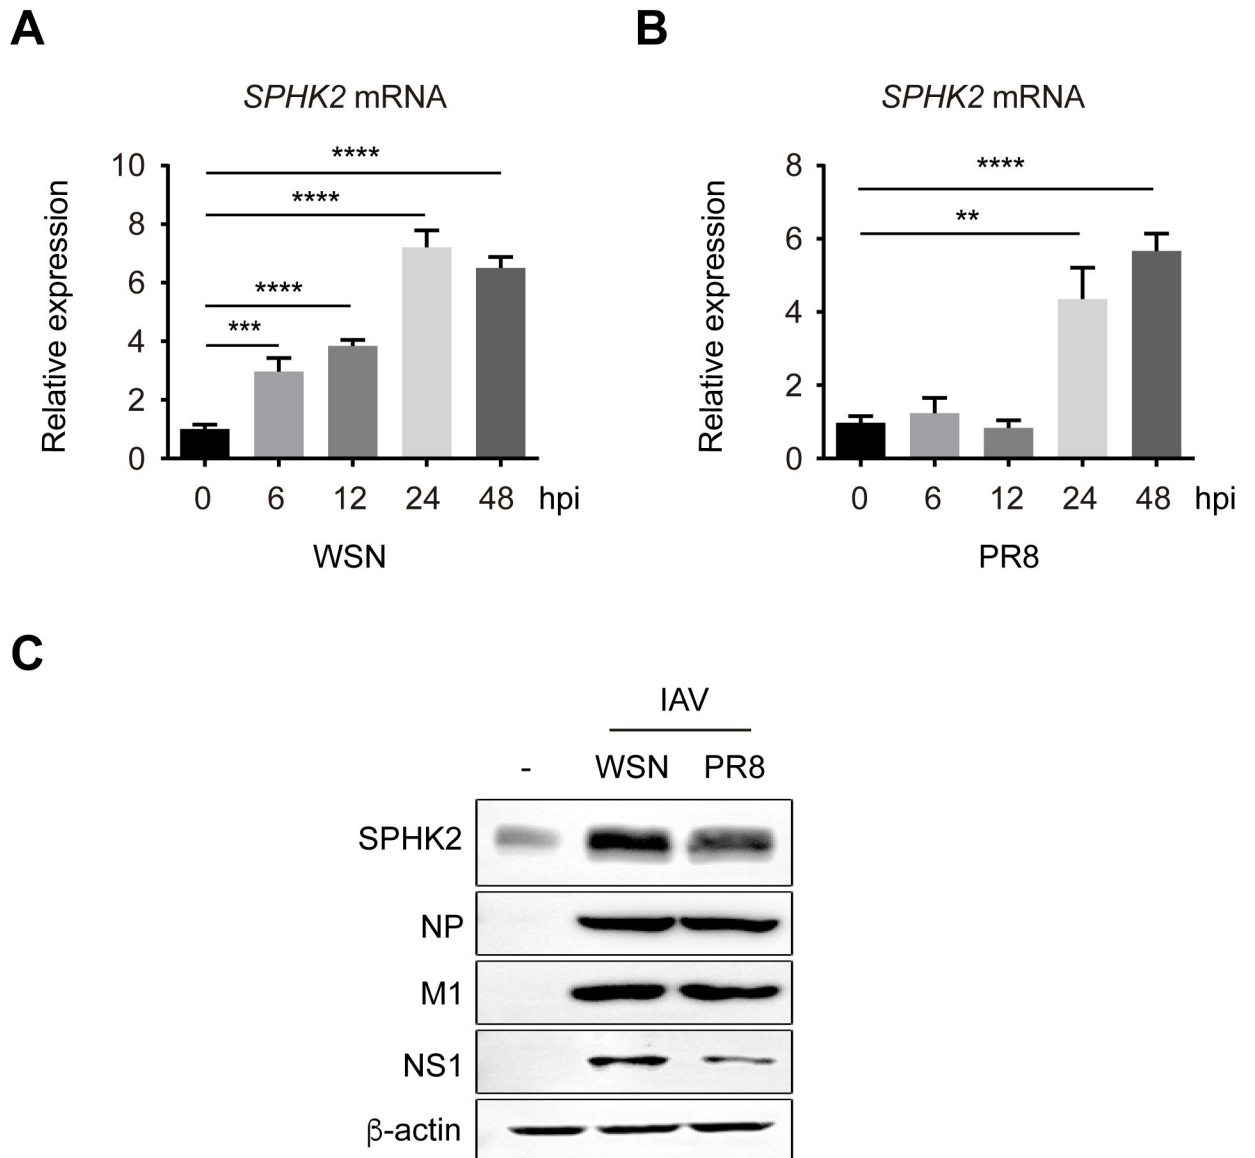 A
SPHK2 mRNA
Relative expression
10
8
6
4
2
0
****
****
****
***
0 6 12 24 48 hpi
WSN
B
SPHK2 mRNA
Relative expression
8
6
4
2
0
****
**
0 6 12 24 48 hpi
PR8
C
IAV
- WSN PR8
SPHK2
NP
M1
NS1
β-actin